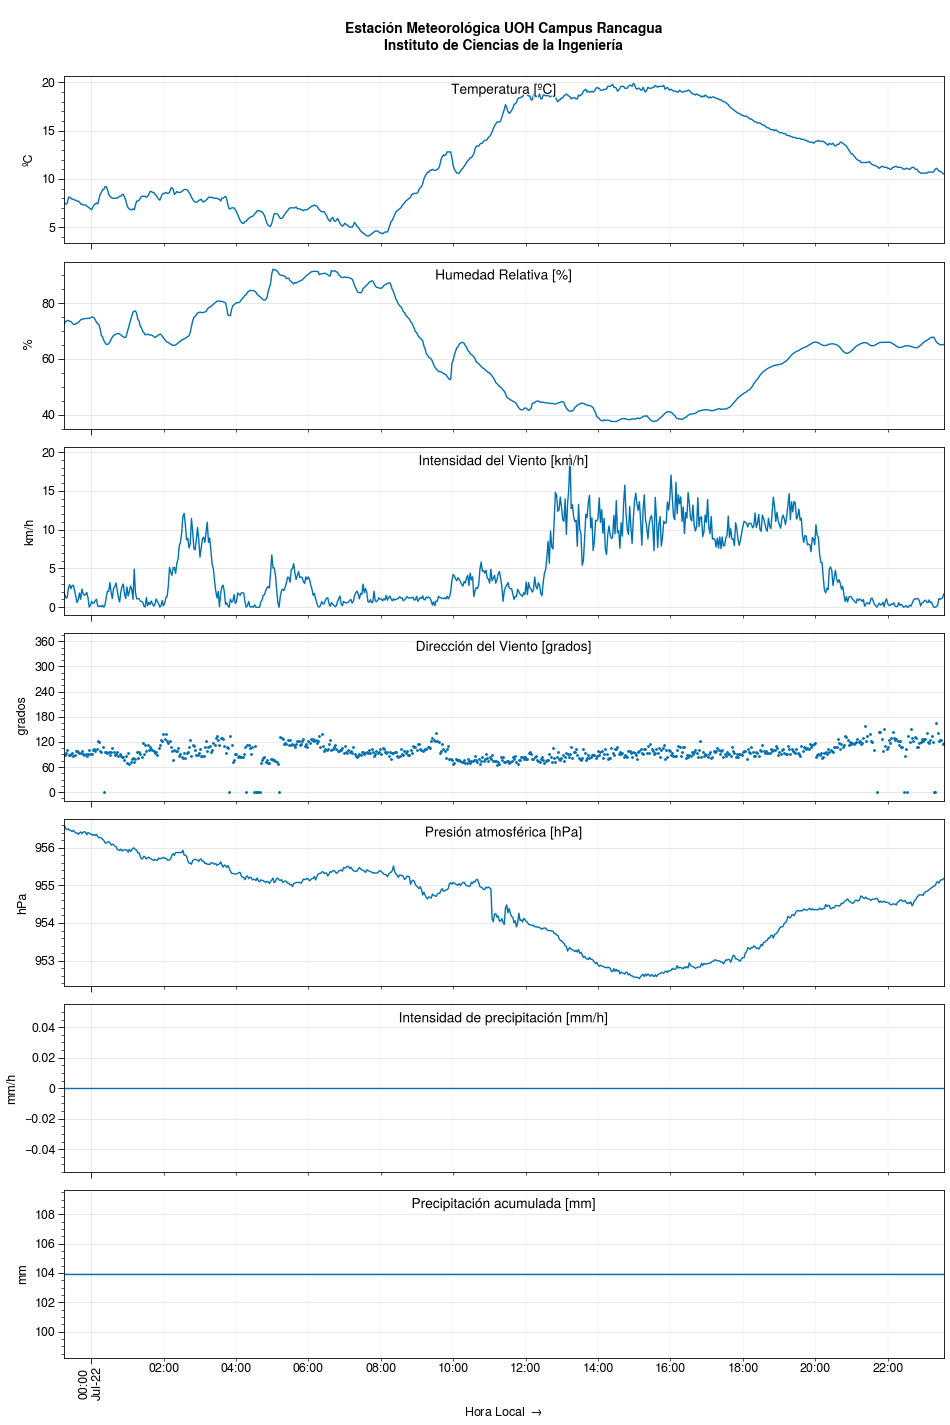 Estación Meteorológica UOH Campus Rancagua
Instituto de Ciencias de la Ingeniería
Temperatura [ºC]
20
15
10
5
ºC
Humedad Relativa [%]
80
60
40
%
Intensidad del Viento [km/h]
20
15
10
5
0
km/h
Dirección del Viento [grados]
360
300
240
180
120
60
0
grados
Presión atmosférica [hPa]
956
955
954
953
hPa
Intensidad de precipitación [mm/h]
0.04
0.02
0
−0.02
−0.04
mm/h
Precipitación acumulada [mm]
108
106
104
102
100
mm
00:00
Jul-22
02:00 04:00 06:00 08:00 10:00 12:00 14:00 16:00 18:00 20:00 22:00
Hora Local →